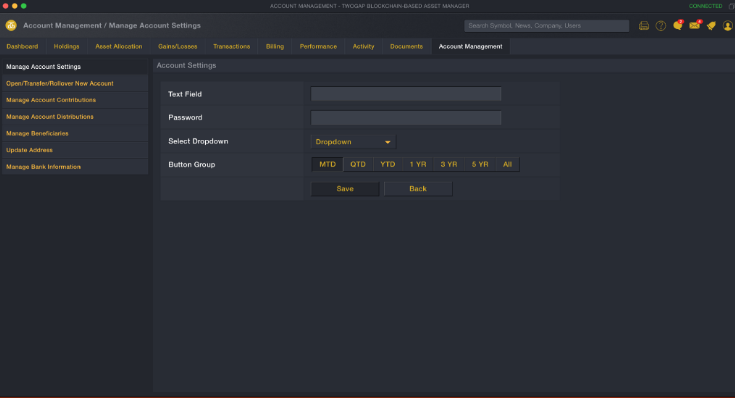 ACCOUNT MANAGEMENT - TWOGAP BLOCKCHAIN-BASED ASSET MANAGER
CONNECTED
Account Management / Manage Account Settings
Search Symbol, News, Company, Users
Dashboard Holdings Asset Allocation Gains/Losses Transactions Billing Performance Activity Documents Account Management
Manage Account Settings
Open/Transfer/Rollover New Account
Manage Account Contributions
Manage Account Distributions
Manage Beneficiaries
Update Address
Manage Bank Information
Account Settings
Text Field
Password
Select Dropdown
Dropdown
Button Group
MTD QTD YTD 1 YR 3 YR 5 YR All
Save Back